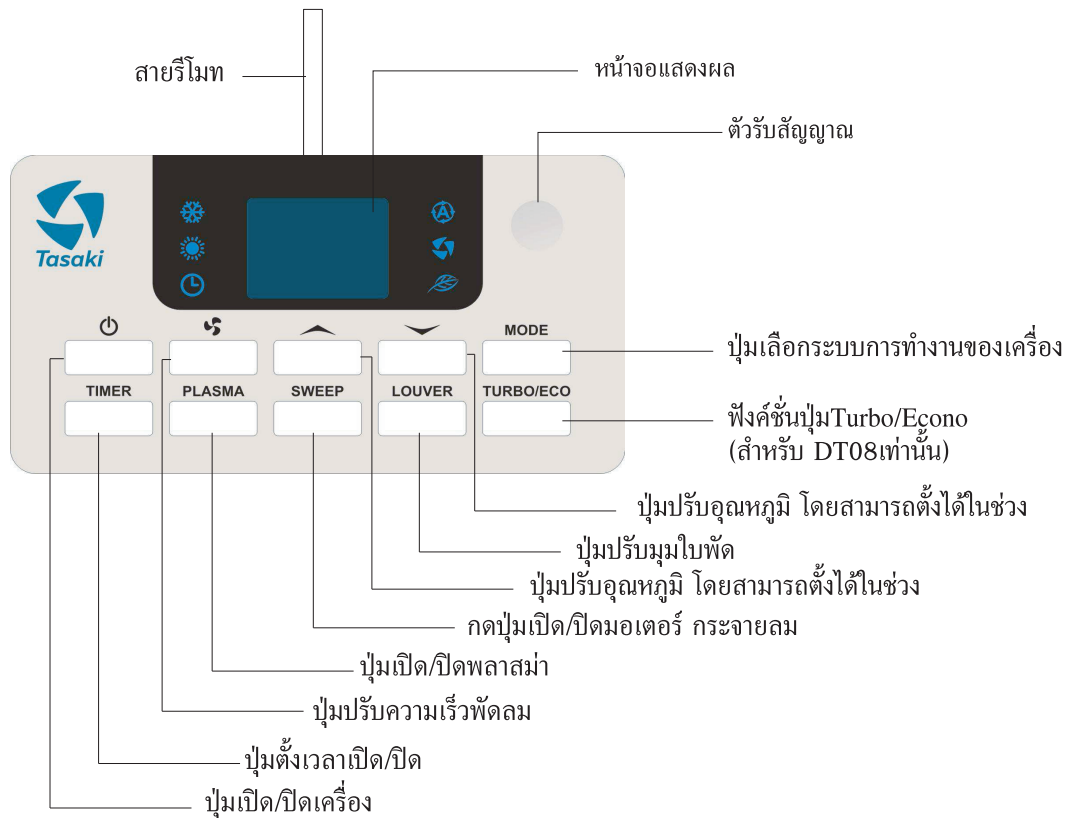 สายรีโมท
หน้าจอแสดงผล
ตัวรับสัญญาณ
Tasaki
MODE
ปุ่มเลือกระบบการทำงานของเครื่อง
TIMER
PLASMA
SWEEP
LOUVER
TURBO/ECO
ฟังค์ชั่นปุ่มTurbo/Econo
(สำหรับ DT08เท่านั้น)
ปุ่มปรับอุณหภูมิ โดยสามารถตั้งได้ในช่วง
ปุ่มปรับมุมใบพัด
ปุ่มปรับอุณหภูมิ โดยสามารถตั้งได้ในช่วง
กดปุ่มเปิด/ปิดมอเตอร์ กระจายลม
ปุ่มเปิด/ปิดพลาสม่า
ปุ่มปรับความเร็วพัดลม
ปุ่มตั้งเวลาเปิด/ปิด
ปุ่มเปิด/ปิดเครื่อง